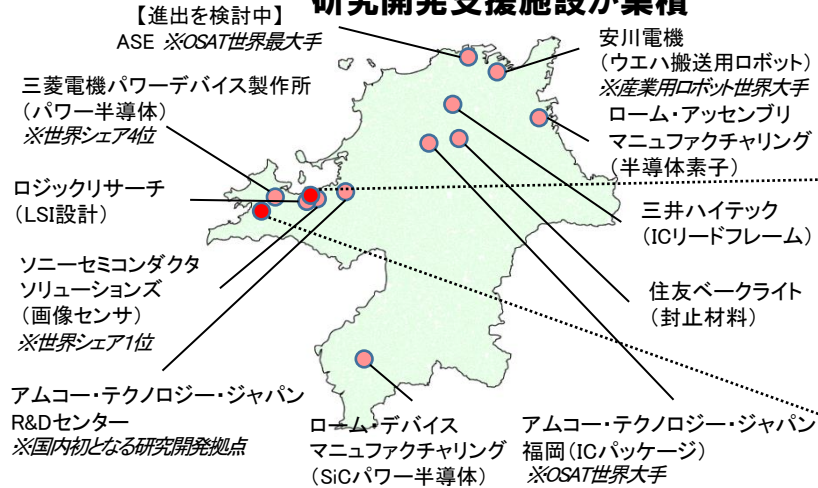 研究開発支援施設が集積
【進出を検討中】
ASE ※OSAT世界最大手
安川電機
(ウエハ搬送用ロボット)
※産業用ロボット世界大手
三菱電機パワーデバイス製作所
(パワー半導体)
※世界シェア4位
ローム・アッセンブリ
マニュファクチャリング
(半導体素子)
ロジックリサーチ
(LSI設計)
三井ハイテック
(ICリードフレーム)
ソニーセミコンダクタ
ソリューションズ
(画像センサ)
※世界シェア1位
住友ベークライト
(封止材料)
アムコー・テクノロジー・ジャパン
R&Dセンター
※国内初となる研究開発拠点
ローム・デバイス
マニュファクチャリング
(SiCパワー半導体)
アムコー・テクノロジー・ジャパン
福岡(ICパッケージ)
※OSAT世界大手